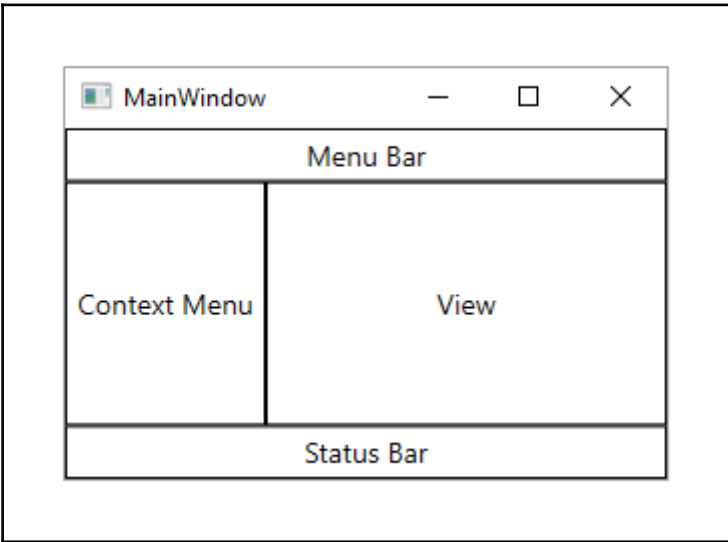 MainWindow
Menu Bar
Context Menu
View
Status Bar